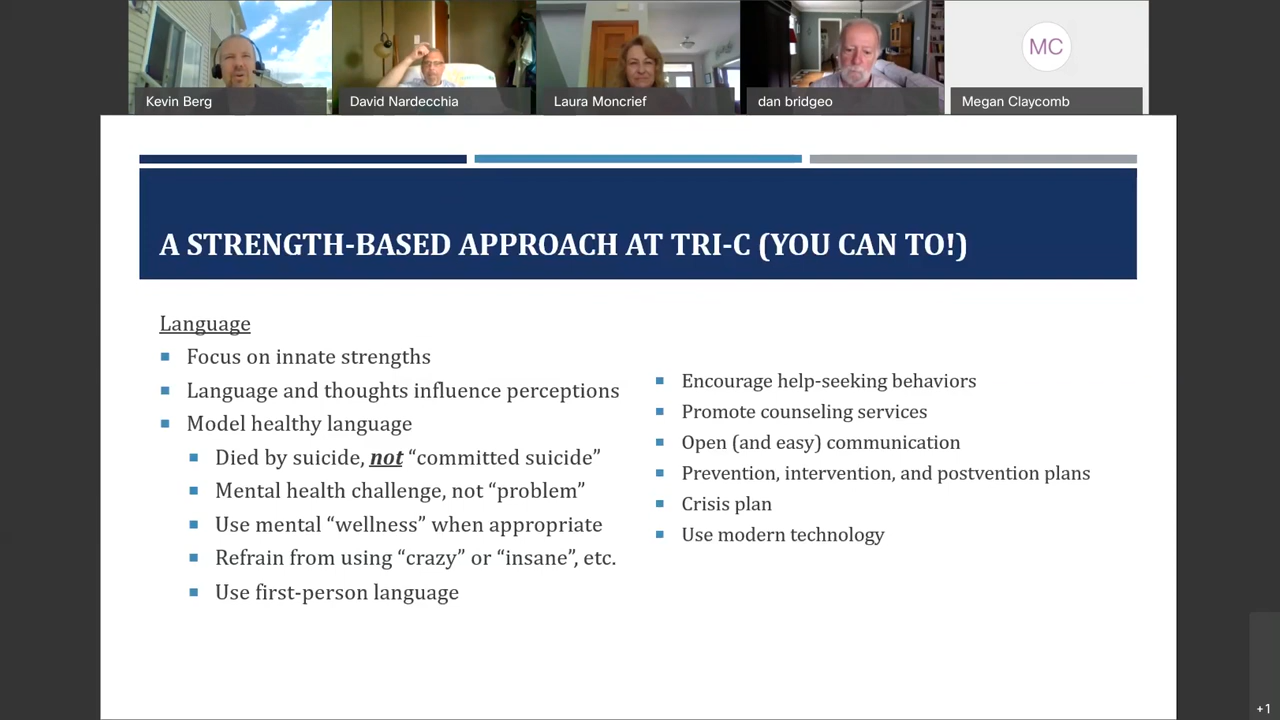 Kevin Berg
David Nardecchia
Laura Moncrief
dan bridgeo
MC
Megan Claycomb
A STRENGTH-BASED APPROACH AT TRI-C (YOU CAN TO!)
Language
Focus on innate strengths
Language and thoughts influence perceptions
Model healthy language
Died by suicide, not “committed suicide”
Mental health challenge, not “problem”
Use mental “wellness” when appropriate
Refrain from using “crazy” or “insane”, etc.
Use first-person language
Encourage help-seeking behaviors
Promote counseling services
Open (and easy) communication
Prevention, intervention, and postvention plans
Crisis plan
Use modern technology
+1